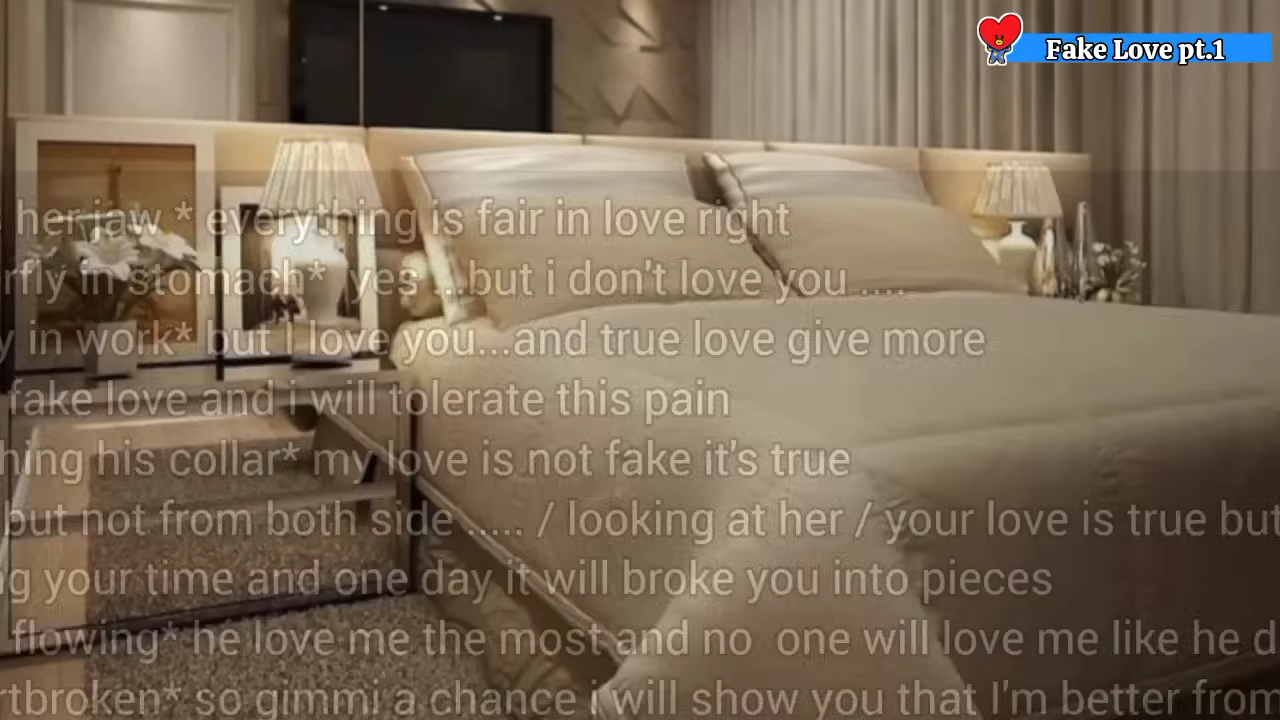 Fake Love pt.1
her jaw * everything is fair in love right
rfly in stomach* yes ....but i don't love you ....
y in work* but I love you...and true love give more
fake love and i will tolerate this pain
hing his collar* my love is not fake it's true
but not from both side ..... / looking at her / your love is true but
g your time and one day it will broke you into pieces
flowing* he love me the most and no one will love me like he d
rtbroken* so gimmi a chance i will show you that I'm better from